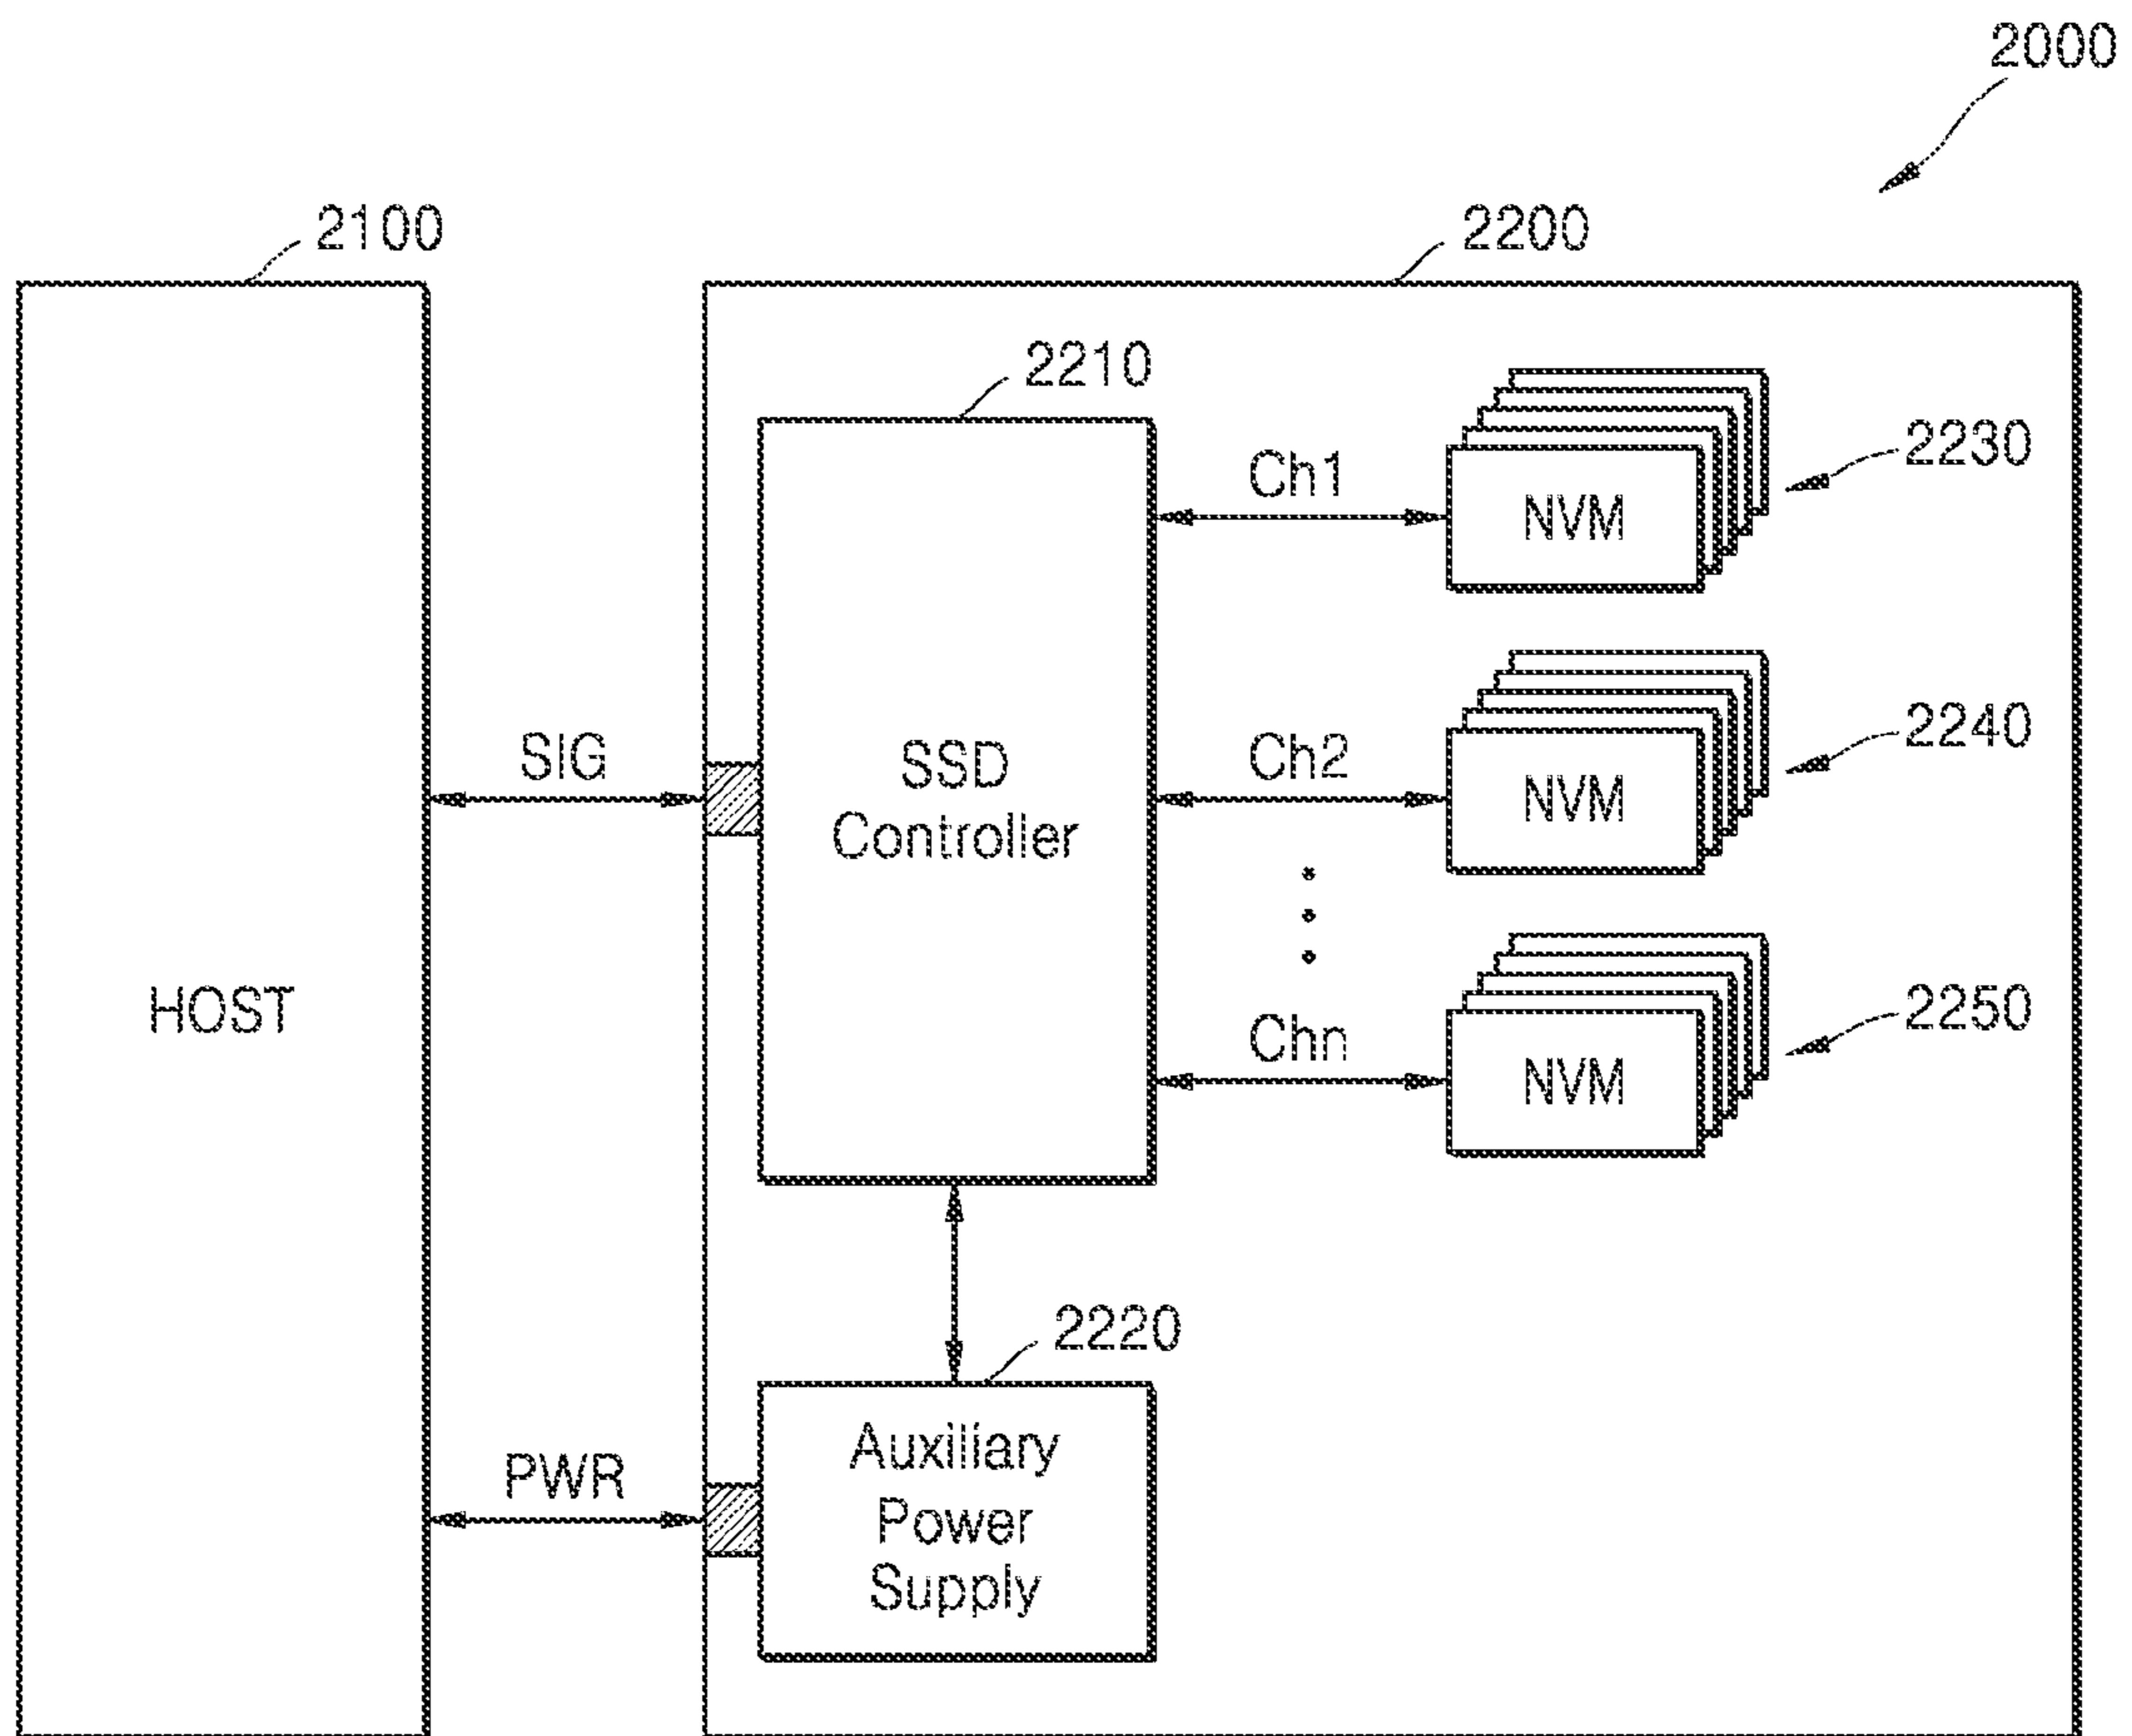 2000
2100
2200
2210
Ch1
NVM
2230
SIG
SSD
Controller
Ch2
NVM
2240
HOST
Chn
NVM
2250
2220
PWR
Auxiliary
Power
Supply